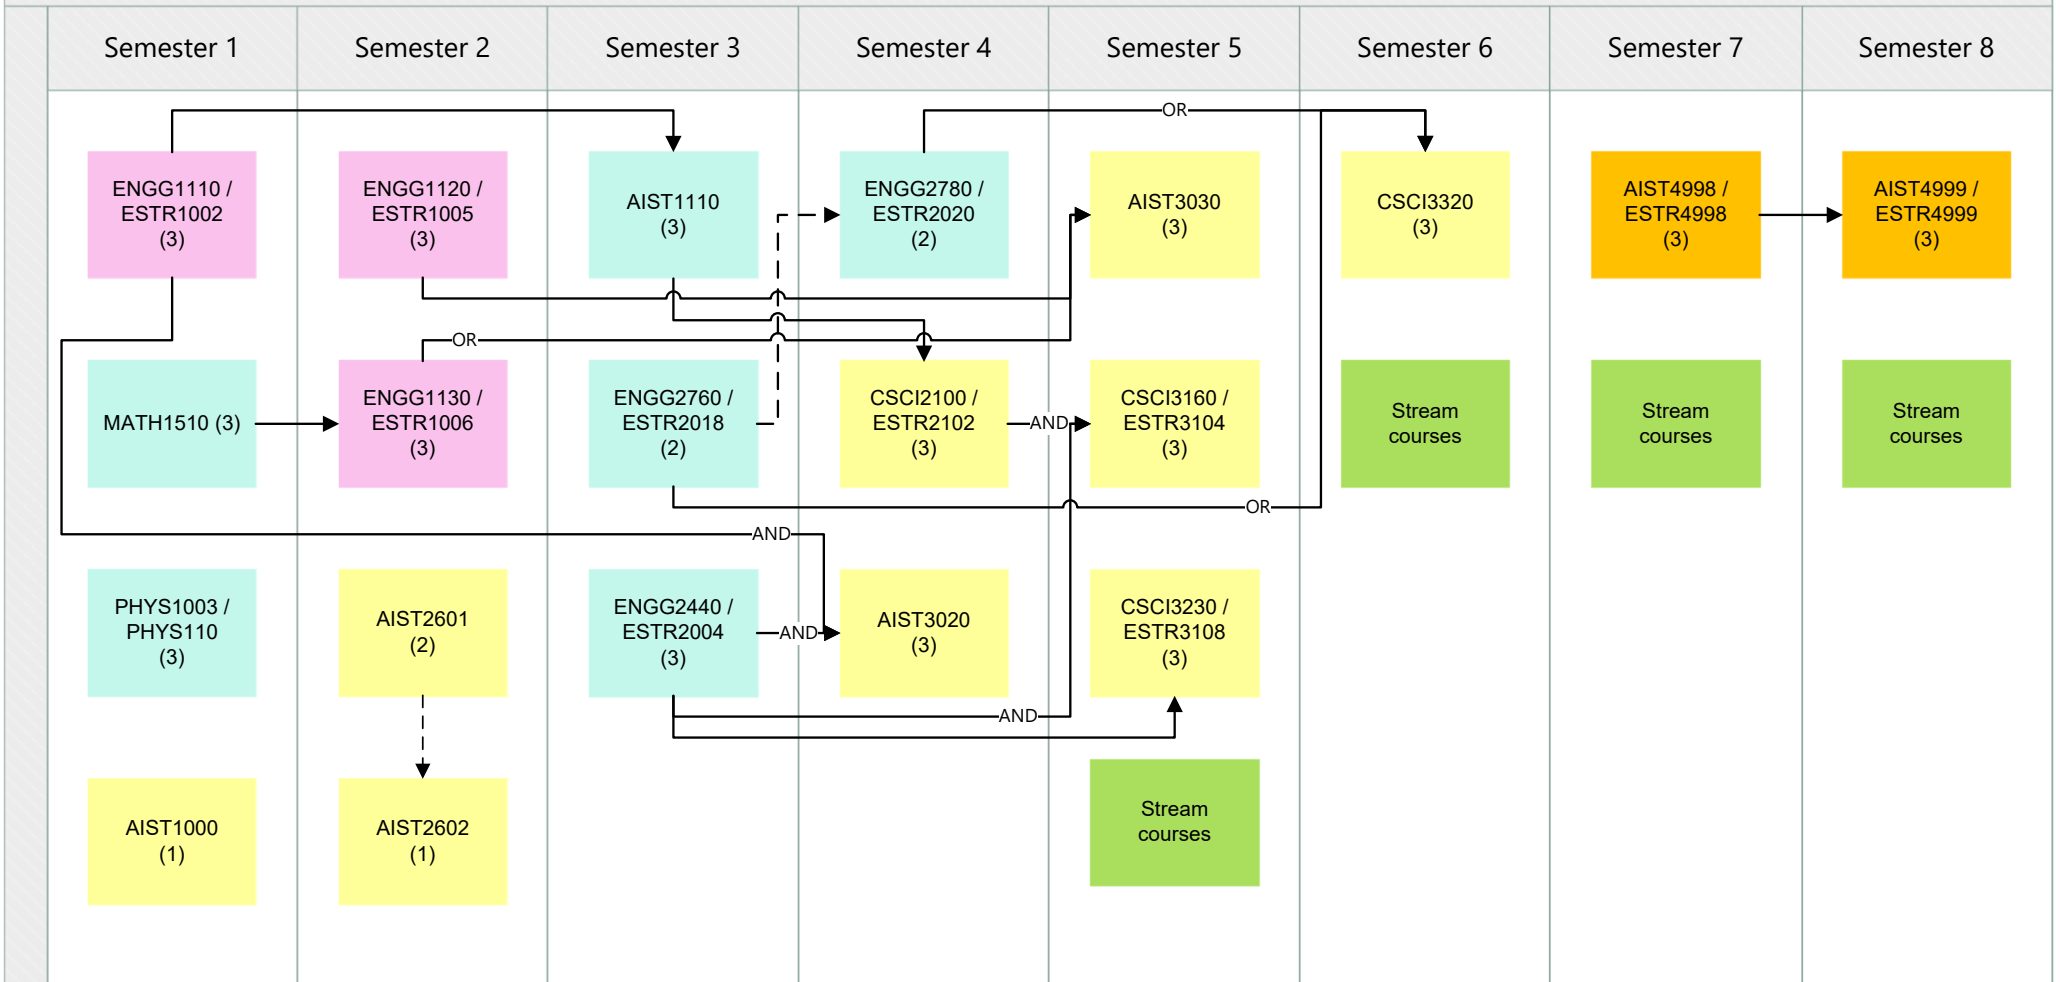 Semester 1
Semester 2
Semester 3
Semester 4
Semester 5
Semester 6
Semester 7
Semester 8
OR
ENGG1110 /
ESTR1002
(3)
ENGG1120 /
ESTR1005
(3)
AIST1110
(3)
ENGG2780 /
ESTR2020
(2)
AIST3030
(3)
CSCI3320
(3)
AIST4998 /
ESTR4998
(3)
AIST4999 /
ESTR4999
(3)
OR
MATH1510 (3)
ENGG1130 /
ESTR1006
(3)
ENGG2760 /
ESTR2018
(2)
CSCI2100 /
ESTR2102
(3)
AND
CSCI3160 /
ESTR3104
(3)
Stream
courses
Stream
courses
Stream
courses
OR
AND
PHYS1003 /
PHYS110
(3)
AIST2601
(2)
ENGG2440 /
ESTR2004
(3)
AND
AIST3020
(3)
CSCI3230 /
ESTR3108
(3)
AND
AIST1000
(1)
AIST2602
(1)
Stream
courses